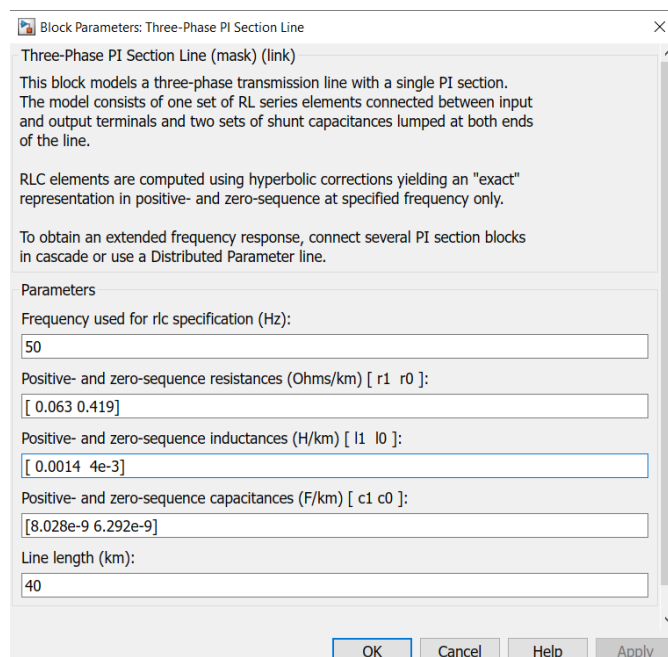 Block Parameters: Three-Phase PI Section Line
Three-Phase PI Section Line (mask) (link)
This block models a three-phase transmission line with a single PI section.
The model consists of one set of RL series elements connected between input
and output terminals and two sets of shunt capacitances lumped at both ends
of the line.
RLC elements are computed using hyperbolic corrections yielding an "exact"
representation in positive- and zero-sequence at specified frequency only.
To obtain an extended frequency response, connect several PI section blocks
in cascade or use a Distributed Parameter line.
Parameters
Frequency used for rlc specification (Hz):
50
Positive- and zero-sequence resistances (Ohms/km) [ r1  r0 ]:
[ 0.063 0.419]
Positive- and zero-sequence inductances (H/km) [ l1  l0 ]:
[ 0.0014  4e-3]
Positive- and zero-sequence capacitances (F/km) [ c1 c0 ]:
[8.028e-9 6.292e-9]
Line length (km):
40
OK Cancel Help Apply